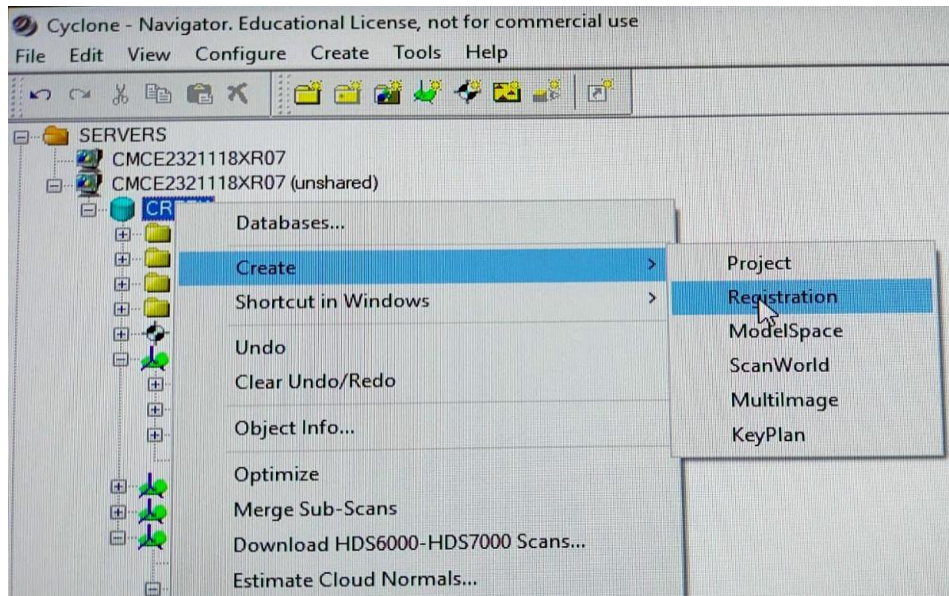 Cyclone - Navigator. Educational License, not for commercial use
File Edit View Configure Create Tools Help
SERVERS
CMCE2321118XR07
CMCE2321118XR07 (unshared)
Databases...
Create
Shortcut in Windows
Undo
Clear Undo/Redo
Object Info...
Optimize
Merge Sub-Scans
Download HDS6000-HDS7000 Scans...
Estimate Cloud Normals...
Project
Registration
ModelSpace
ScanWorld
MultiImage
KeyPlan